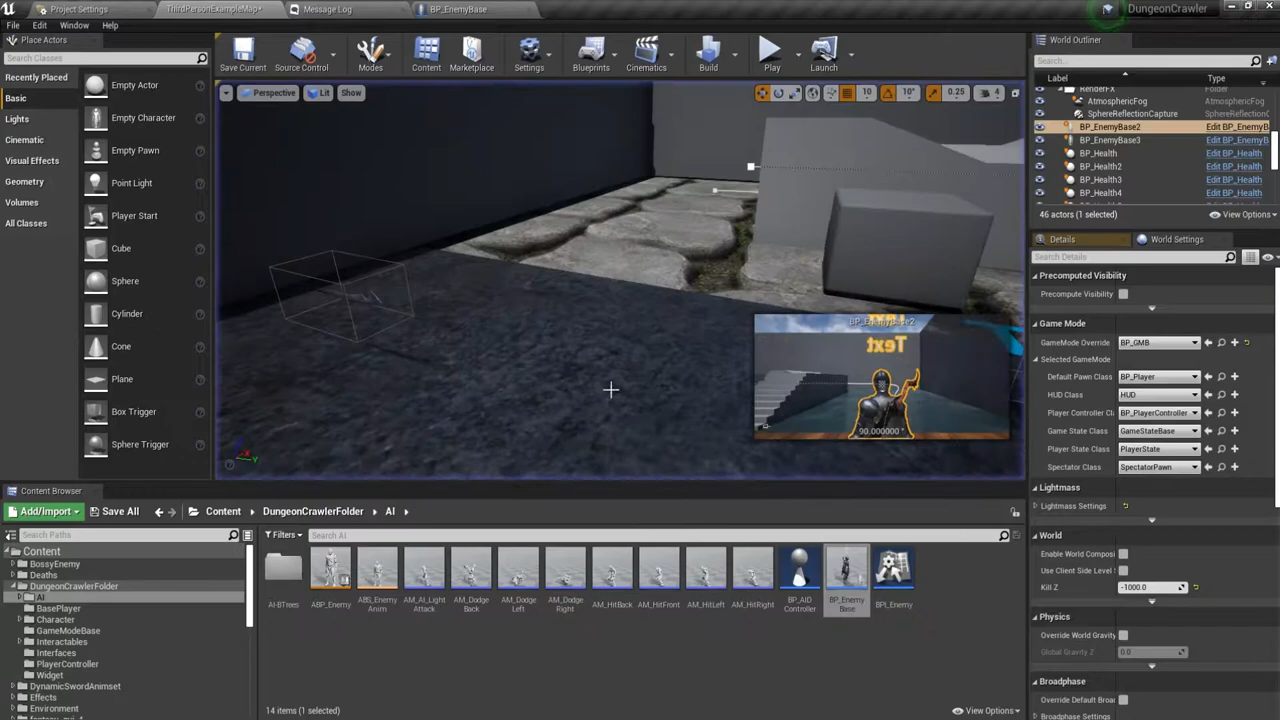 Project Settings
ThirdPersonExampleMap*
Message Log
BP_EnemyBase
DungeonCrawler
File
Edit
Window
Help
Place Actors
Search Classes
Recently Placed
Basic
Lights
Cinematic
Visual Effects
Geometry
Volumes
All Classes
Empty Actor
Empty Character
Empty Pawn
Point Light
Player Start
Cube
Sphere
Cylinder
Cone
Plane
Box Trigger
Sphere Trigger
Save Current
Source Control
Modes
Content
Marketplace
Settings
Blueprints
Cinematics
Build
Play
Launch
Perspective
Lit
Show
10
10°
0.25
4
BP_EnemyBase2
Text
90.000000 °
World Outliner
Search...
Label
Type
RenderFX
Folder
AtmosphericFog
AtmosphericFog
SphereReflectionCapture
SphereReflectionC
BP_EnemyBase2
Edit BP_EnemyB
BP_EnemyBase3
Edit BP_EnemyB
BP_Health
Edit BP_Health
BP_Health2
Edit BP_Health
BP_Health3
Edit BP_Health
BP_Health4
Edit BP_Health
46 actors (1 selected)
View Options
Details
World Settings
Search Details
Precomputed Visibility
Precompute Visibility
Game Mode
GameMode Override
BP_GMB
Selected GameMode
Default Pawn Class
BP_Player
HUD Class
HUD
Player Controller Cl
BP_PlayerController
Game State Class
GameStateBase
Player State Class
PlayerState
Spectator Class
SpectatorPawn
Lightmass
Lightmass Settings
World
Enable World Composi
Use Client Side Level S
Kill Z
-1000.0
Physics
Override World Gravity
Global Gravity Z
0.0
Broadphase
Override Default Broa
Broadphase Settings
Content Browser
Add/Import
Save All
Content
DungeonCrawlerFolder
AI
Search Paths
Filters
Search AI
Content
BossyEnemy
Deaths
DungeonCrawlerFolder
AI
BasePlayer
Character
GameModeBase
Interactables
Interfaces
PlayerController
Widget
DynamicSwordAnimset
Effects
AI-BTrees
ABP_Enemy
ABS_Enemy Anim
AM_AI_Light Attack
AM_Dodge Back
AM_Dodge Left
AM_Dodge Right
AM_HitBack
AM_HitFront
AM_HitLeft
AM_HitRight
BP_AID Controller
BP_Enemy Base
BPI_Enemy
14 items (1 selected)
View Options